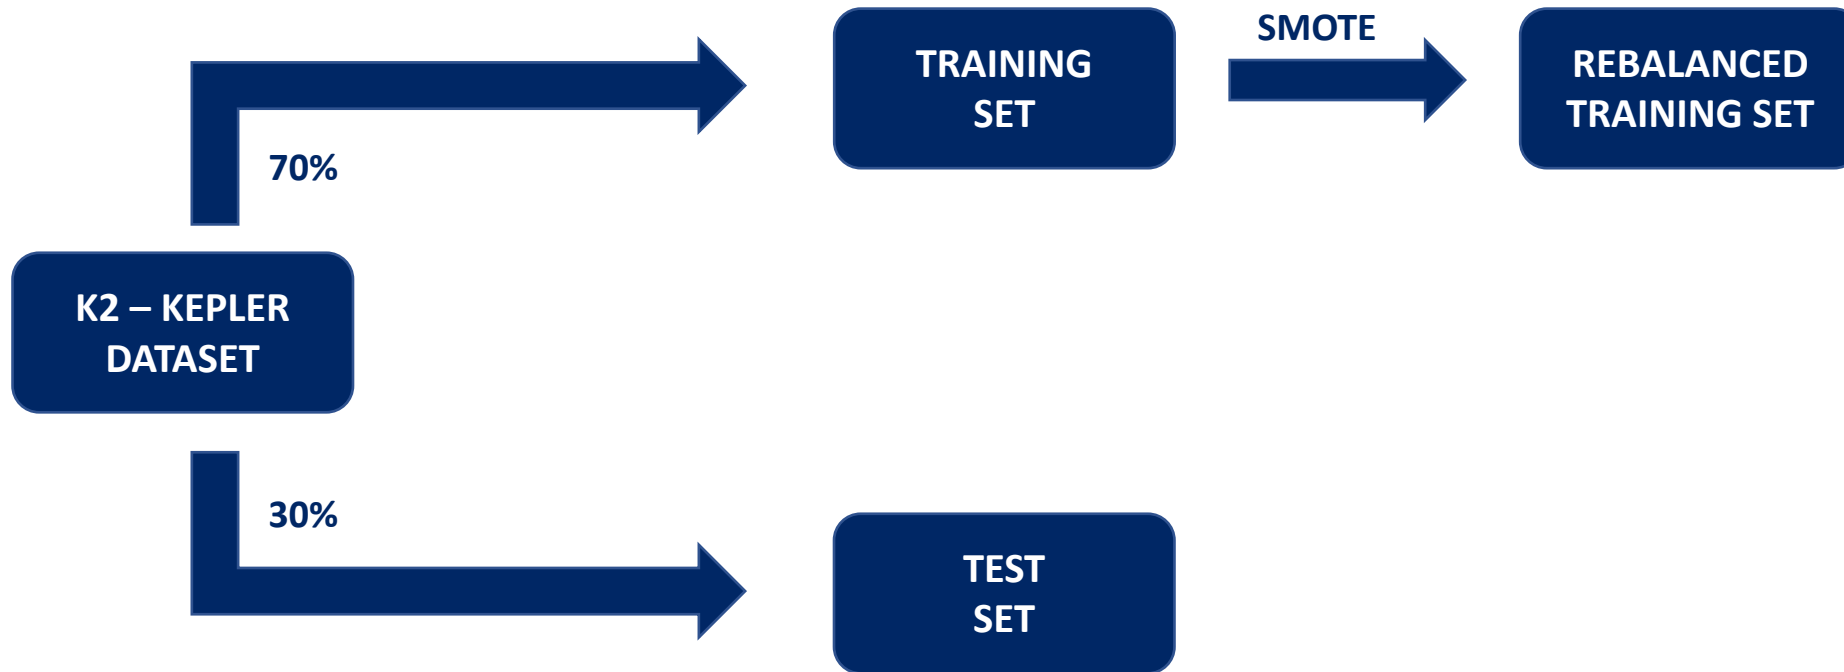 SMOTE
TRAINING
SET
REBALANCED
TRAINING SET
70%
K2 – KEPLER
DATASET
30%
TEST
SET